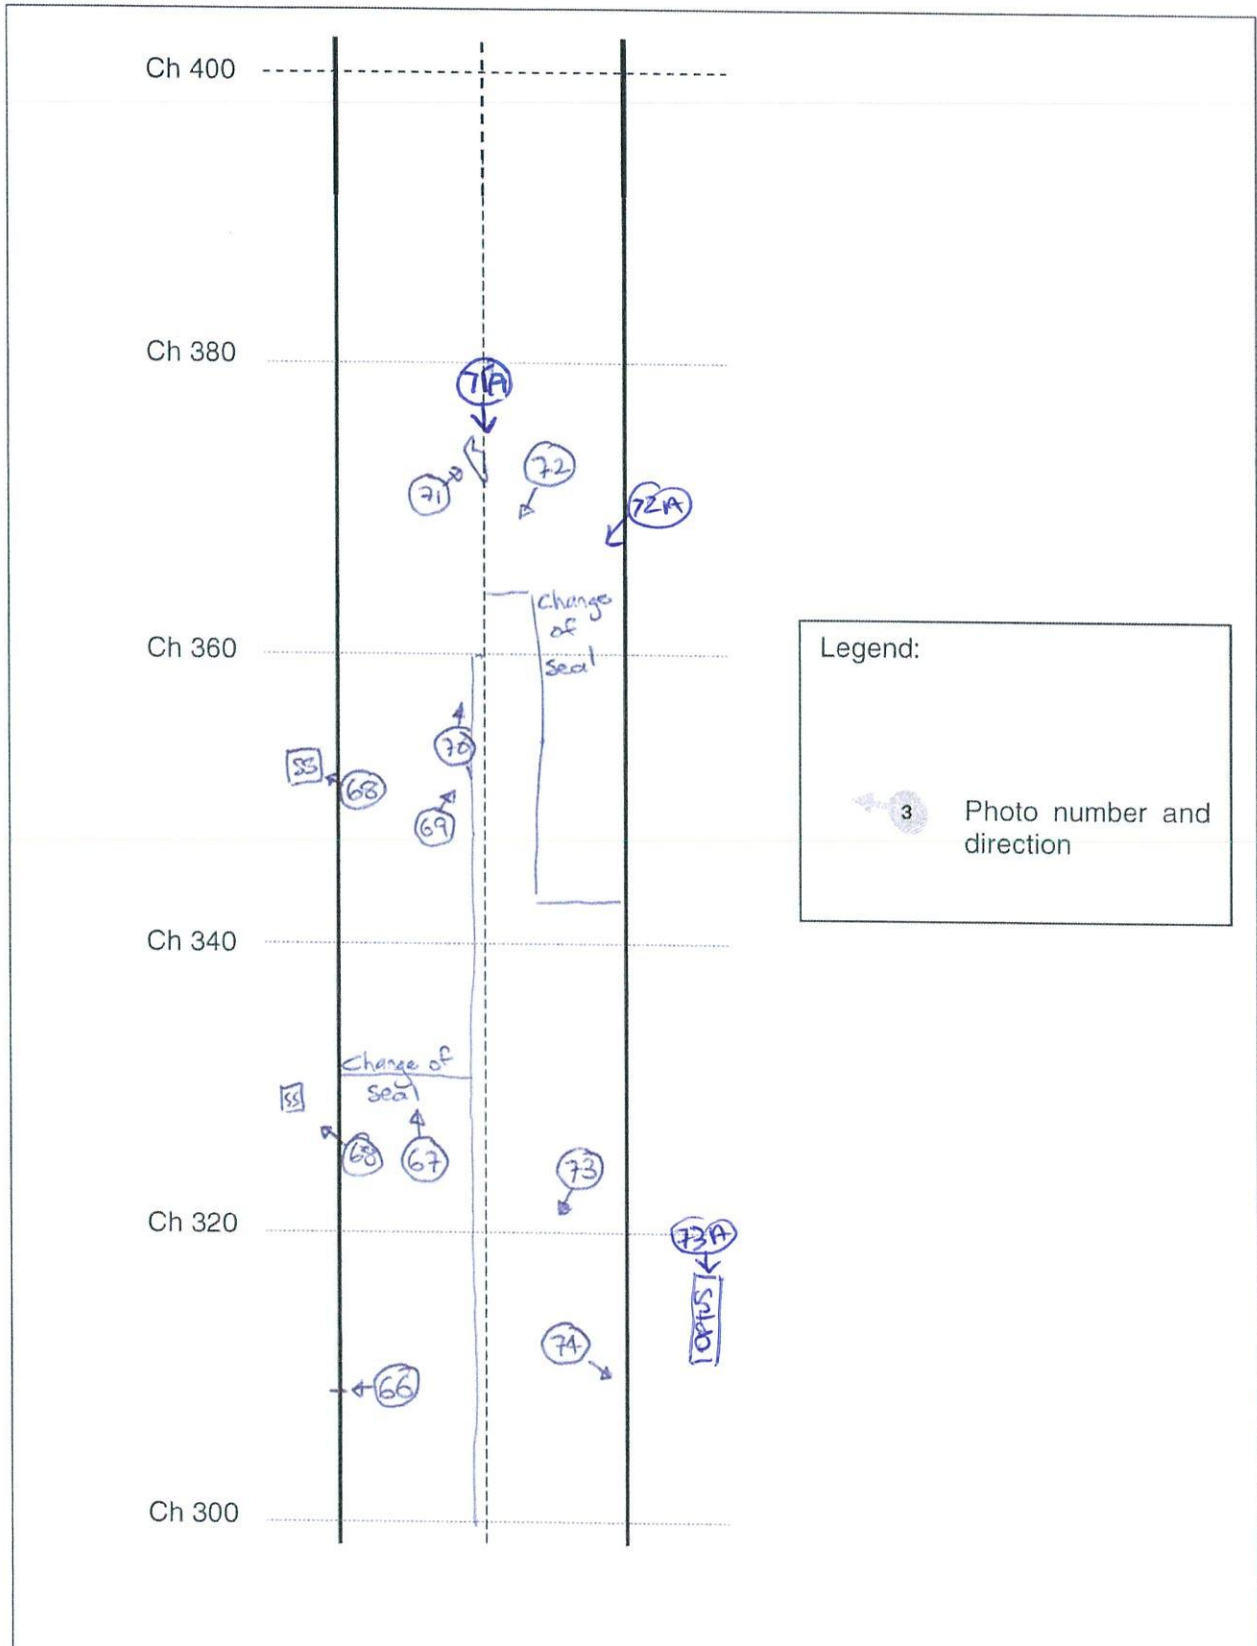 Ch 400
Ch 380
71A
71
72
72A
Change
of
seal
Ch 360
Legend:
70
SS
68
69
3 Photo number and
direction
Ch 340
Change of
seal
SS
68
67
73
Ch 320
73A
OPTUS
74
66
Ch 300